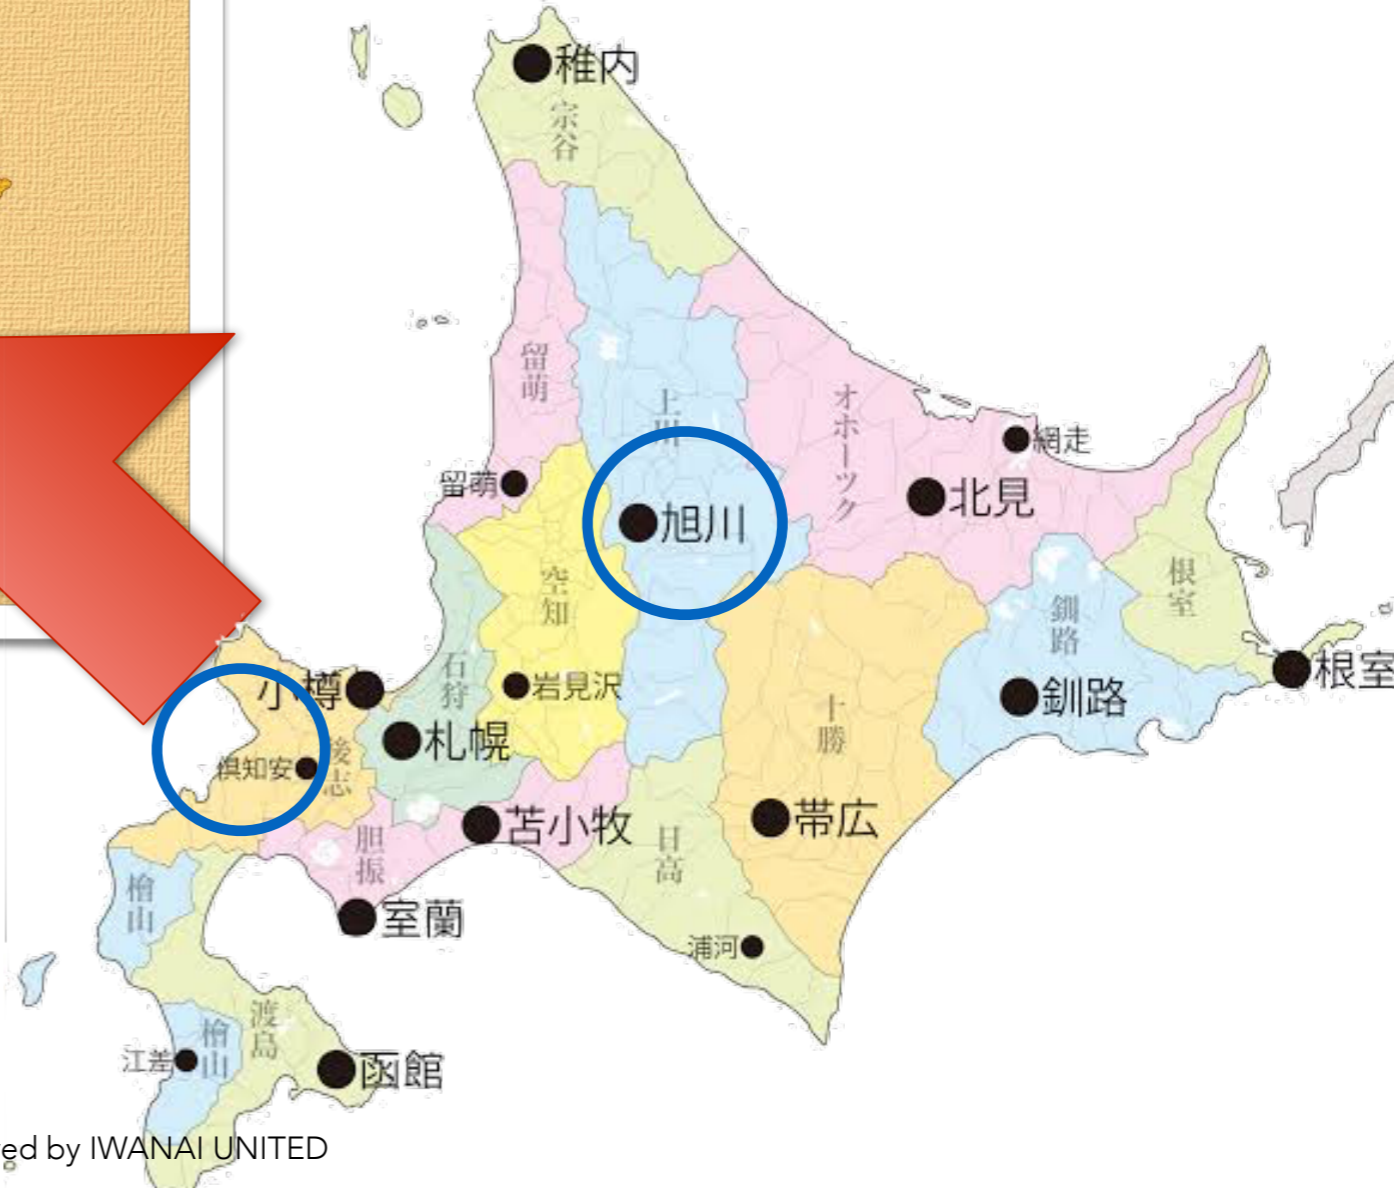 稚内
宗谷
留萌
上川
オホーツク
網走
留萌
北見
旭川
空知
根室
釧路
石狩
小樽
岩見沢
根室
釧路
十勝
札幌
後志
倶知安
苫小牧
帯広
胆振
日高
檜山
室蘭
浦河
渡島
檜山
江差
函館
ed by IWANAI UNITED